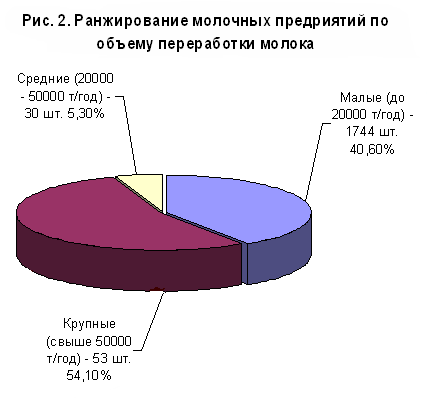 Рис. 2. Ранжирование молочных предриятий по
объему переработки молока
Средние (20000
- 50000 т/год) -
30 шт. 5,30%
Малые (до
20000 т/год) -
1744 шт.
40,60%
Крупные
(свыше 50000
т/год) - 53 шт.
54,10%